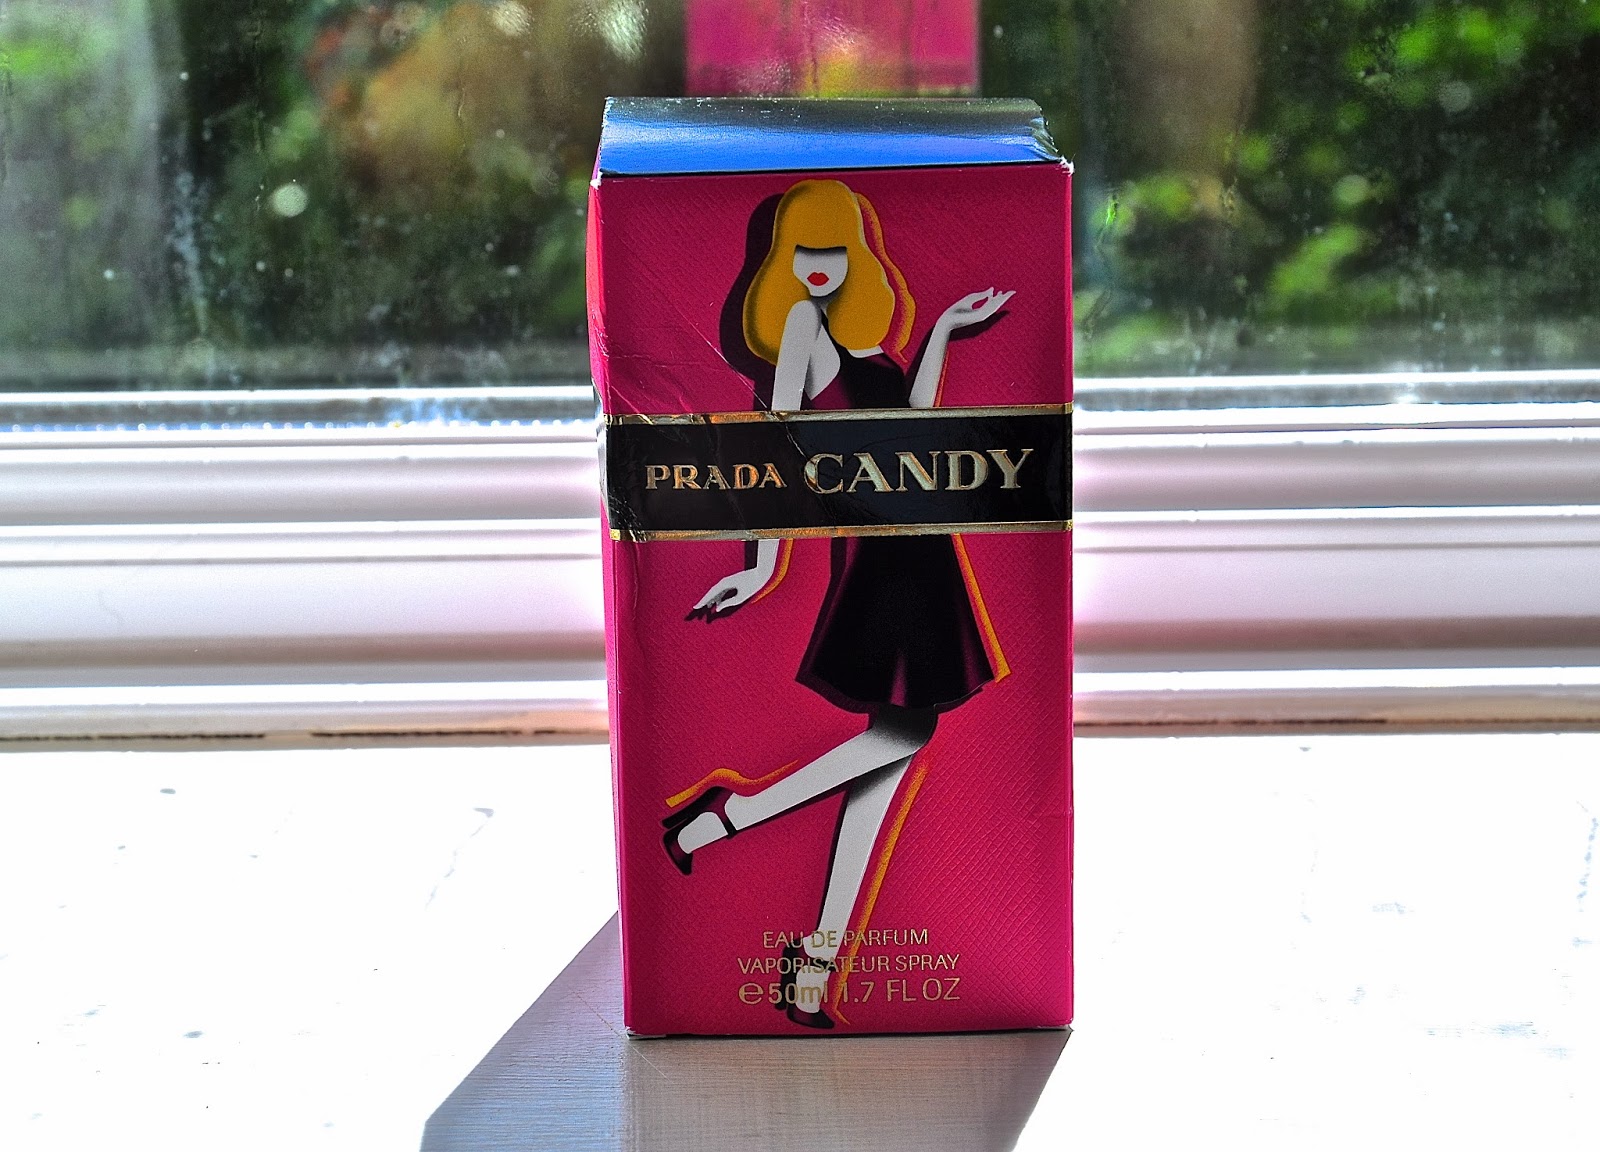 PRADA CANDY
EAU DE PARFUM
VAPORISATEUR SPRAY
℮50ml 1.7 FL OZ